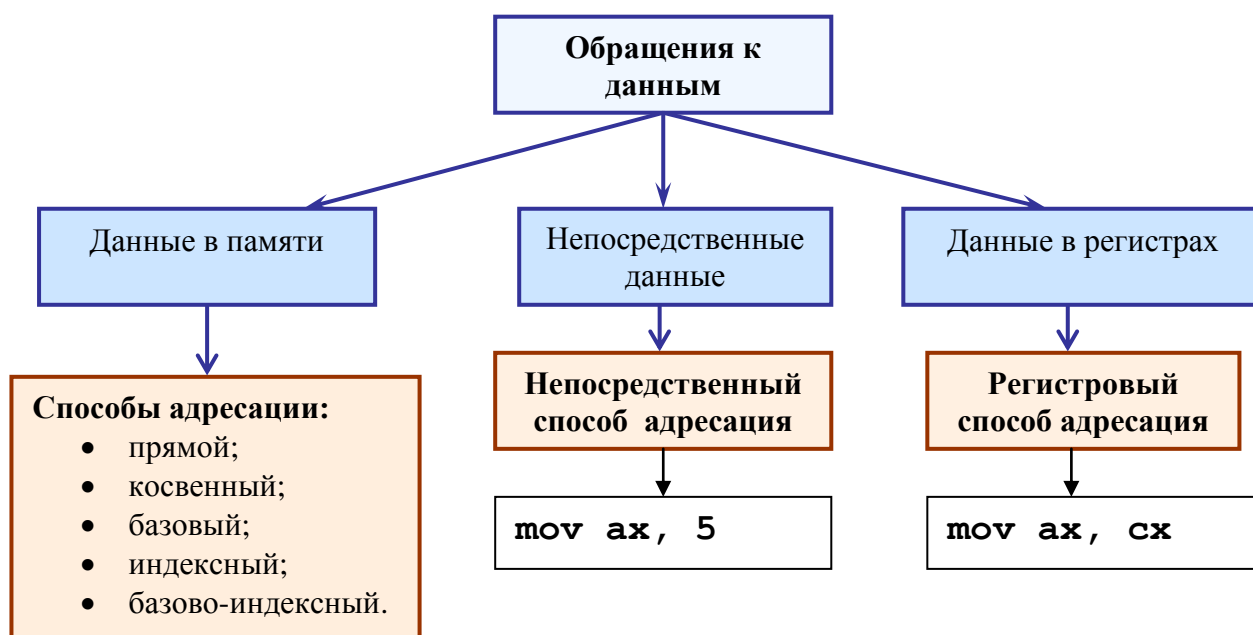 Обращения к
данным
Данные в памяти
Непосредственные
данные
Данные в регистрах
Способы адресации:
• прямой;
• косвенный;
• базовый;
• индексный;
• базово-индексный.
Непосредственный
способ адресация
mov ax, 5
Регистровый
способ адресация
mov ax, cx